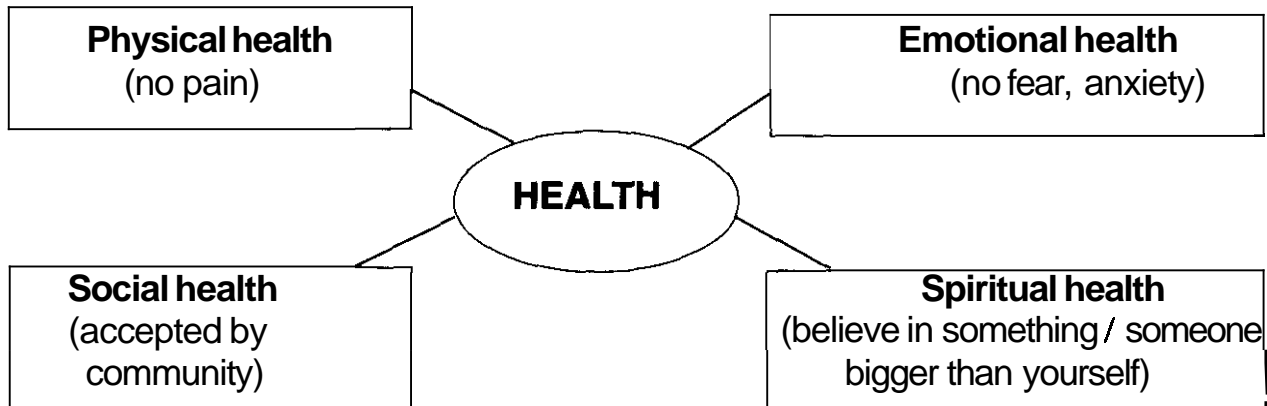 Physical health
(no pain)
Emotional health
(no fear, anxiety)
HEALTH
Social health
(accepted by
community)
Spiritual health
(believe in something / someone
bigger than yourself)